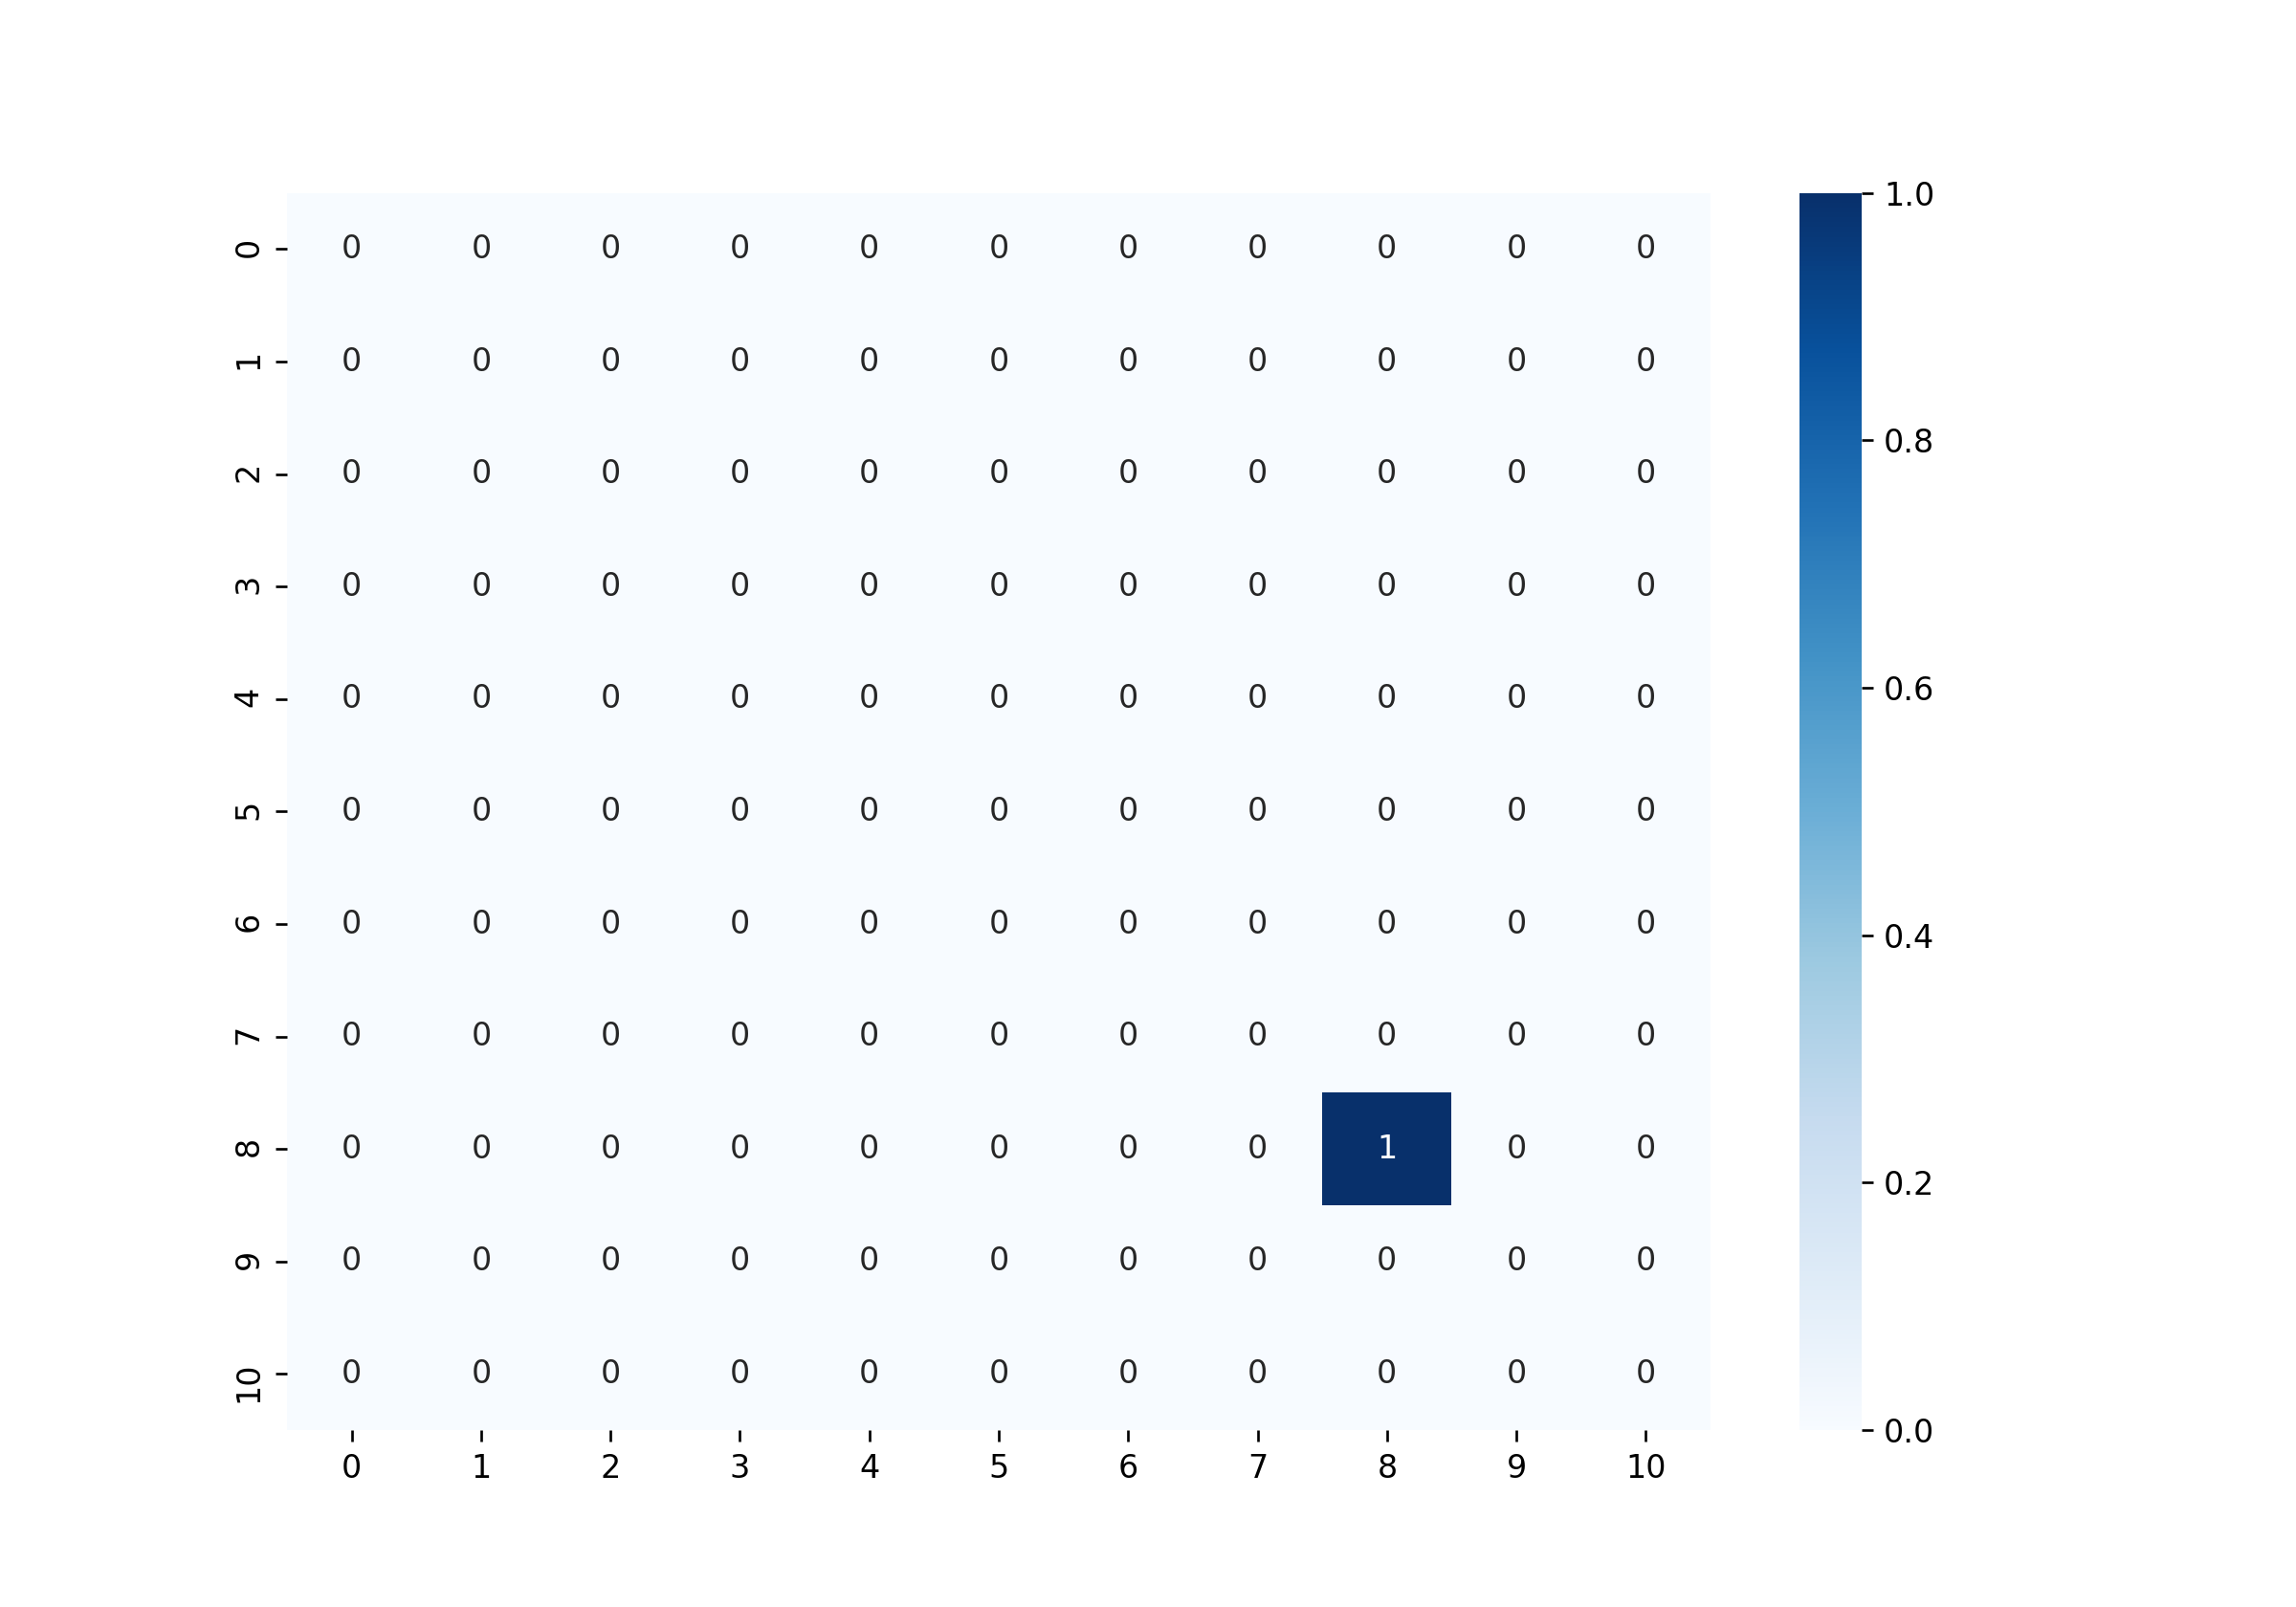 1.0
0 0 0 0 0 0 0 0 0 0 0 0
1 0 0 0 0 0 0 0 0 0 0 0
0.8
2 0 0 0 0 0 0 0 0 0 0 0
3 0 0 0 0 0 0 0 0 0 0 0
0.6
4 0 0 0 0 0 0 0 0 0 0 0
5 0 0 0 0 0 0 0 0 0 0 0
6 0 0 0 0 0 0 0 0 0 0 0
0.4
7 0 0 0 0 0 0 0 0 0 0 0
8 0 0 0 0 0 0 0 0 1 0 0
0.2
9 0 0 0 0 0 0 0 0 0 0 0
10 0 0 0 0 0 0 0 0 0 0 0
0.0
0 1 2 3 4 5 6 7 8 9 10